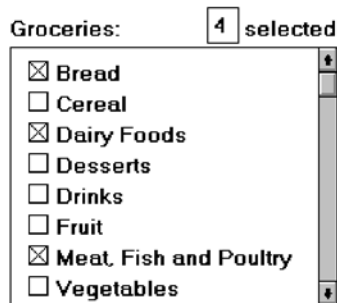 Groceries: 4 selected
Bread
Cereal
Dairy Foods
Desserts
Drinks
Fruit
Meat, Fish and Poultry
Vegetables